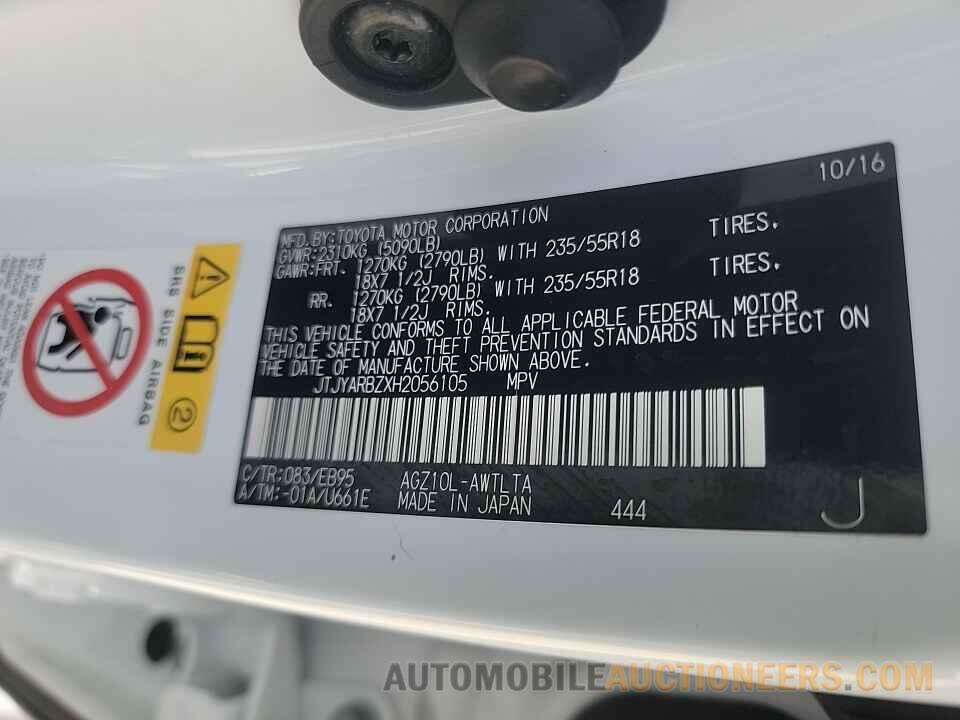 10/16
MFD.BY:TOYOTA MOTOR CORPORATION
GVWR:2310KG (5090LB)
GAWR:FRT. 1270KG (2790LB) WITH 235/55R18 TIRES.
18X7 1/2J RIMS.
RR. 1270KG (2790LB) WITH 235/55R18 TIRES.
18X7 1/2J RIMS.
THIS VEHICLE CONFORMS TO ALL APPLICABLE FEDERAL MOTOR
VEHICLE SAFETY AND THEFT PREVENTION STANDARDS IN EFFECT ON
THE DATE OF MANUFACTURE SHOWN ABOVE.
JTJYARBZXH2056105 MPV
C/TR:083/EB95 AGZ10L-AWTLTA
A/TM:-01A/U661E MADE IN JAPAN 444 J
SRS SIDE AIRBAG
2
AUTOMOBILEAUCTIONEERS.COM